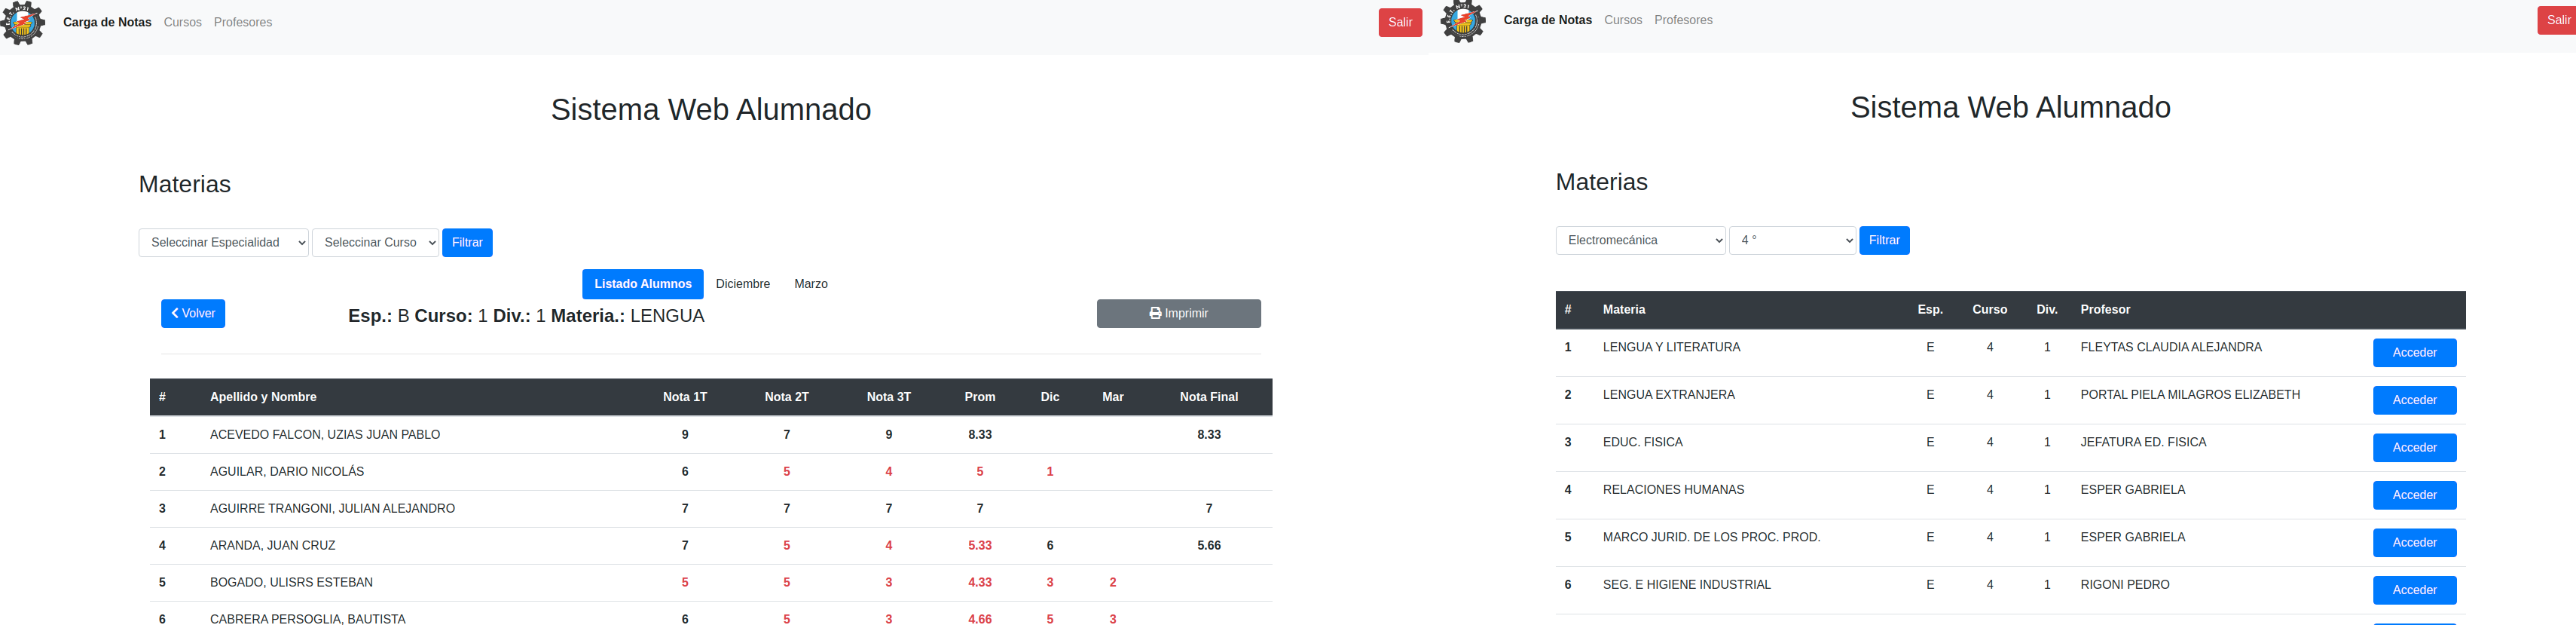 Carga de Notas Cursos Profesores Salir
Sistema Web Alumnado
Materias
Seleccinar Especialidad Seleccinar Curso Filtrar
Listado Alumnos Diciembre Marzo
Volver Esp.: B Curso: 1 Div.: 1 Materia.: LENGUA Imprimir
# Apellido y Nombre Nota 1T Nota 2T Nota 3T Prom Dic Mar Nota Final
1 ACEVEDO FALCON, UZIAS JUAN PABLO 9 7 9 8.33 8.33
2 AGUILAR, DARIO NICOLÁS 6 5 4 5 1
3 AGUIRRE TRANGONI, JULIAN ALEJANDRO 7 7 7 7 7
4 ARANDA, JUAN CRUZ 7 5 4 5.33 6 5.66
5 BOGADO, ULISRS ESTEBAN 5 5 3 4.33 3 2
6 CABRERA PERSOGLIA, BAUTISTA 6 5 3 4.66 5 3
Carga de Notas Cursos Profesores Salir
Sistema Web Alumnado
Materias
Electromecánica 4 ° Filtrar
# Materia Esp. Curso Div. Profesor
1 LENGUA Y LITERATURA E 4 1 FLEYTAS CLAUDIA ALEJANDRA Acceder
2 LENGUA EXTRANJERA E 4 1 PORTAL PIELA MILAGROS ELIZABETH Acceder
3 EDUC. FISICA E 4 1 JEFATURA ED. FISICA Acceder
4 RELACIONES HUMANAS E 4 1 ESPER GABRIELA Acceder
5 MARCO JURID. DE LOS PROC. PROD. E 4 1 ESPER GABRIELA Acceder
6 SEG. E HIGIENE INDUSTRIAL E 4 1 RIGONI PEDRO Acceder